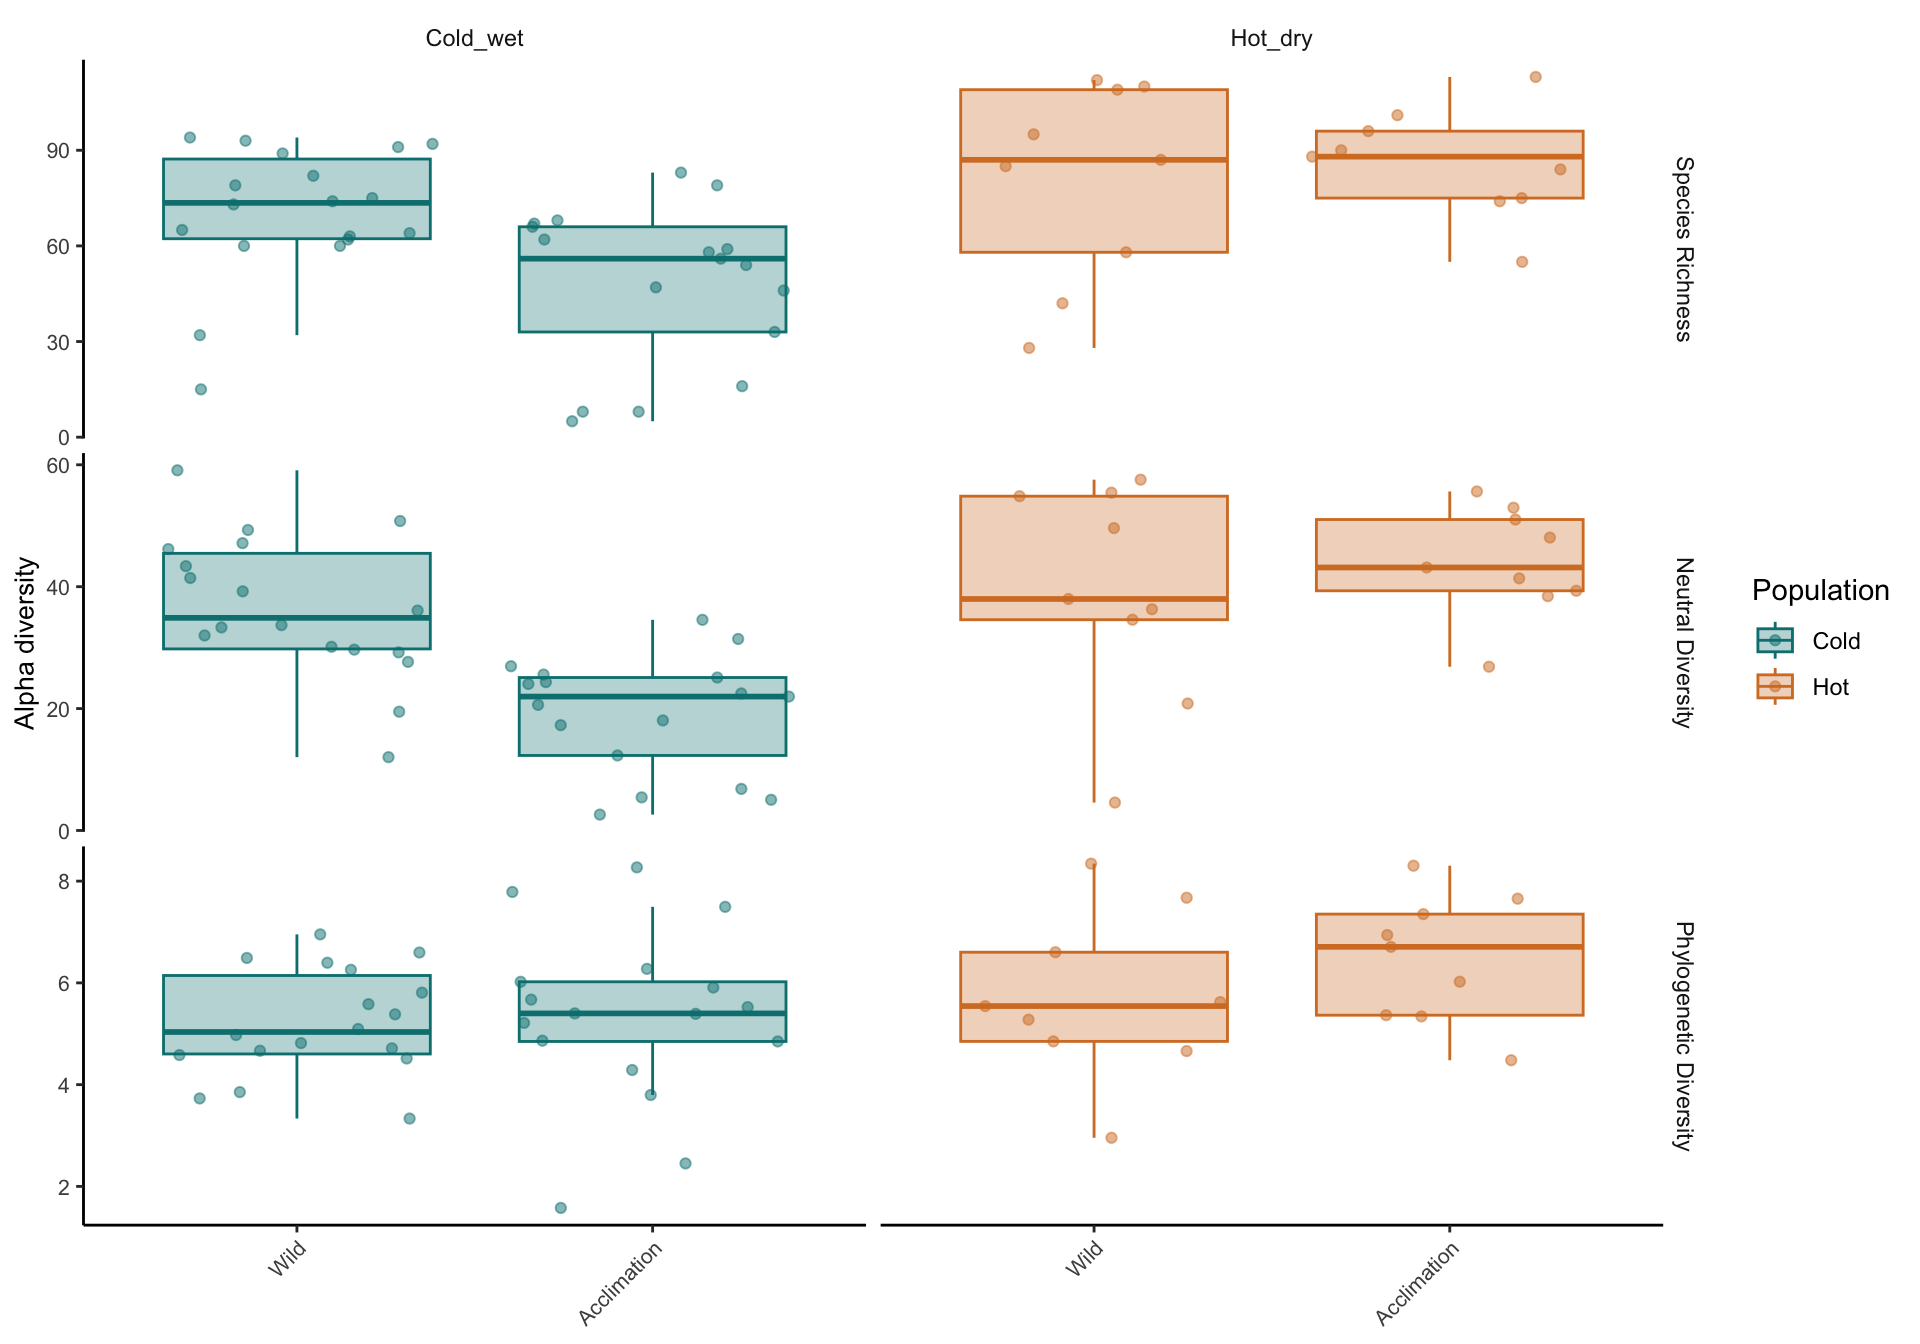 Cold_wet
Hot_dry
Alpha diversity
90
60
30
0
Species Richness
60
40
20
0
Neutral Diversity
8
6
4
2
Phylogenetic Diversity
Wild
Acclimation
Wild
Acclimation
Population
Cold
Hot